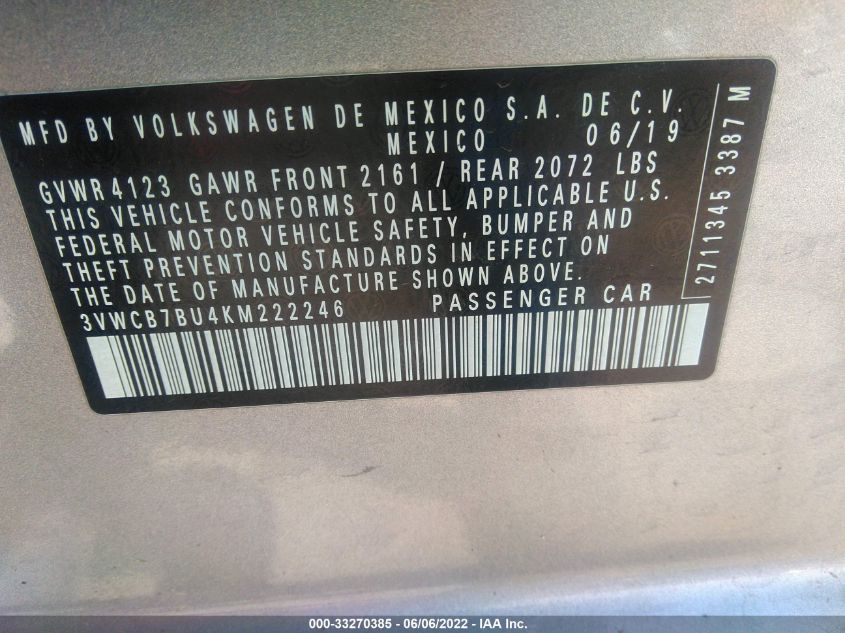 MFD BY VOLKSWAGEN DE MEXICO S.A. DE C.V.
MEXICO 06/19
GVWR 4123 GAWR FRONT 2161 / REAR 2072 LBS
THIS VEHICLE CONFORMS TO ALL APPLICABLE U.S.
FEDERAL MOTOR VEHICLE SAFETY, BUMPER AND
THEFT PREVENTION STANDARDS IN EFFECT ON
THE DATE OF MANUFACTURE SHOWN ABOVE.
3VWCB7BU4KM222246 PASSENGER CAR
2711345 3387 M
000-33270385 - 06/06/2022 - IAA Inc.